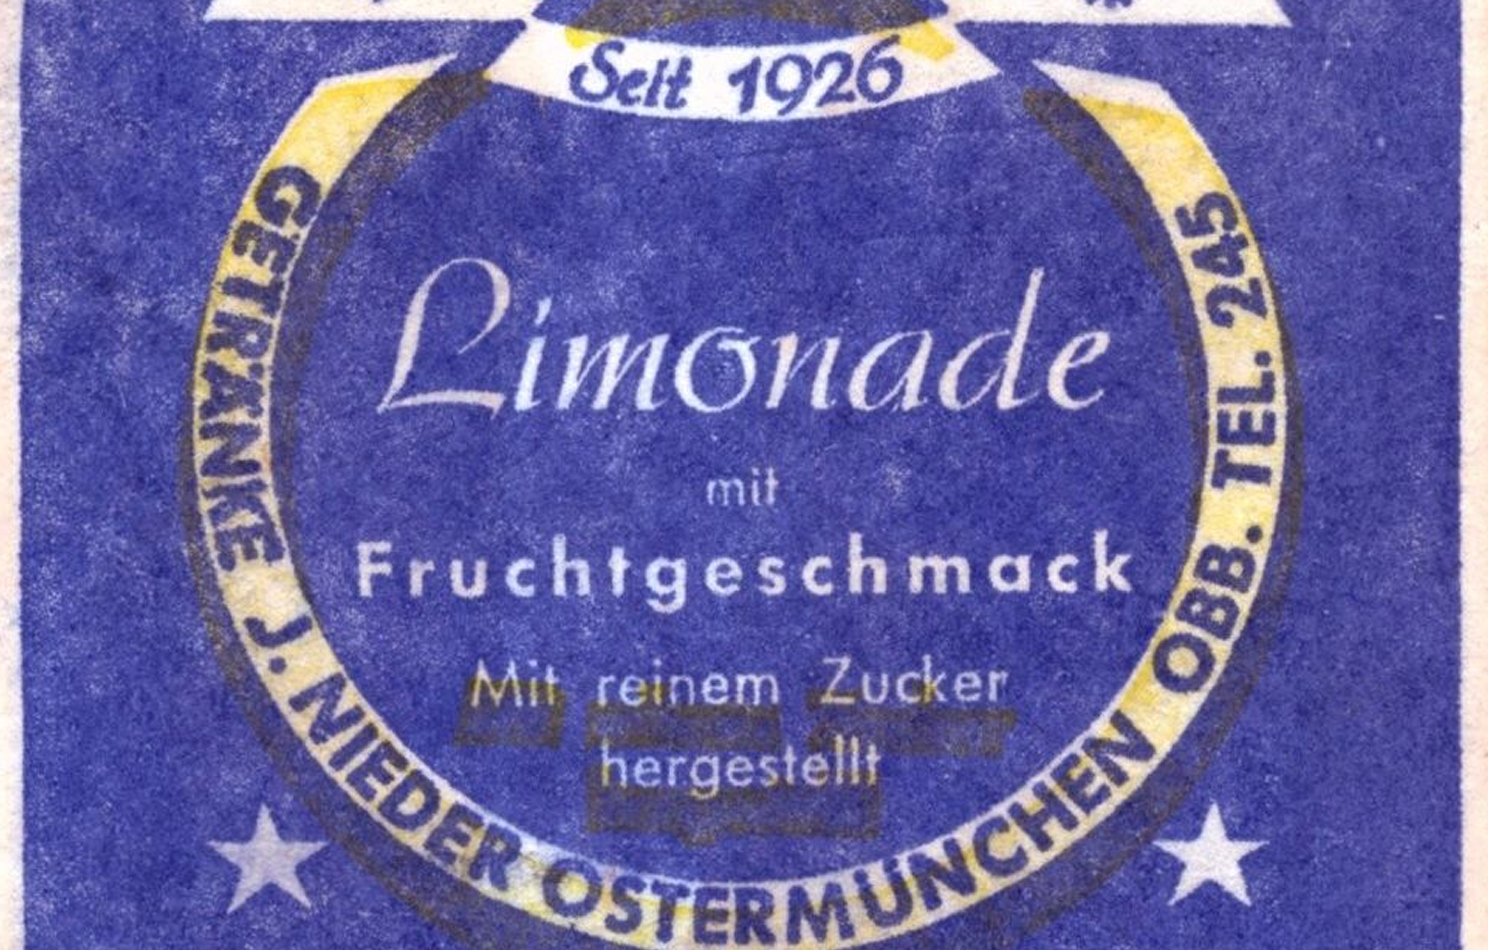 Seit 1926
GETRÄNKE J. NIEDER OSTERMÜNCHEN OBB. TEL. 245
Limonade
mit
Fruchtgeschmack
Mit reinem Zucker
hergestellt